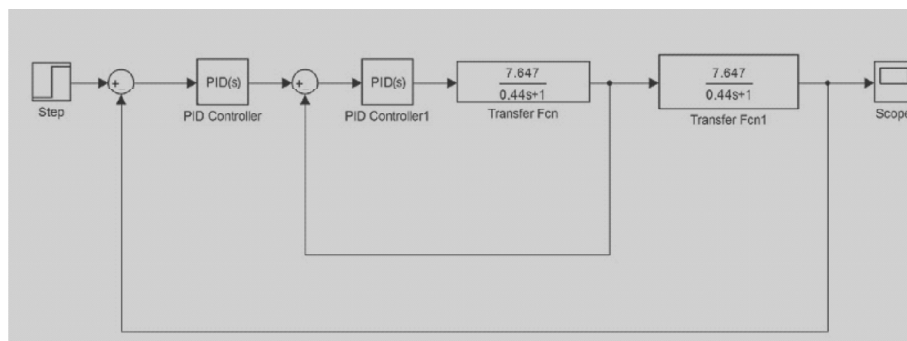 Step
+
PID(s)
PID Controller
+
PID(s)
PID Controller1
7.647
0.44s+1
Transfer Fcn
7.647
0.44s+1
Transfer Fcn1
Scope